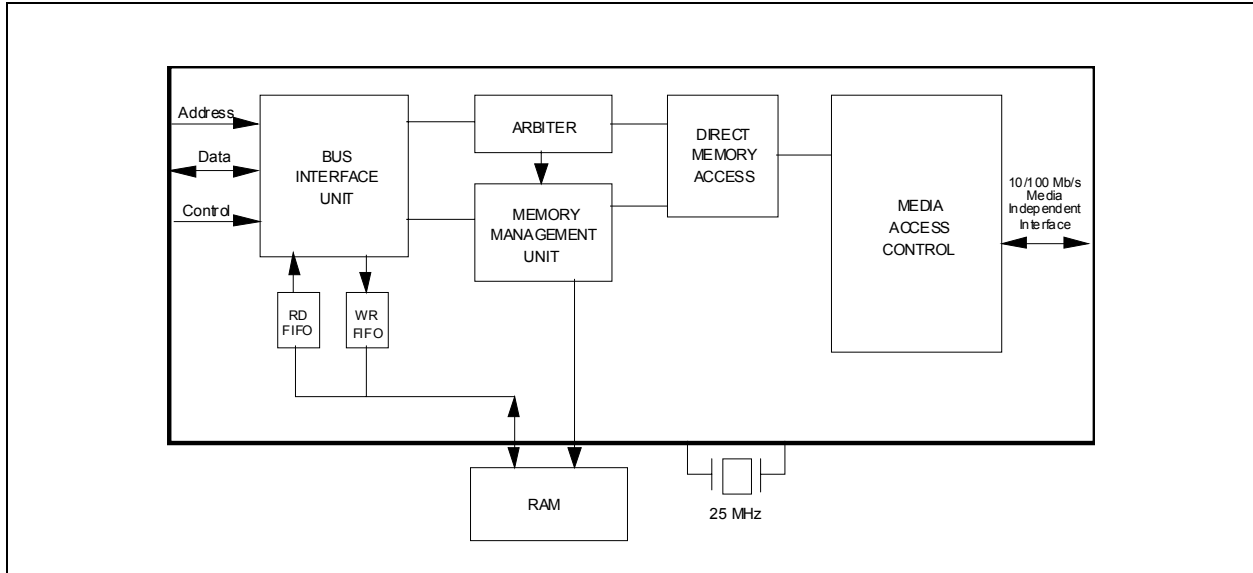 Address
Data
Control
BUS
INTERFACE
UNIT
RD
FIFO
WR
FIFO
ARBITER
MEMORY
MANAGEMENT
UNIT
DIRECT
MEMORY
ACCESS
MEDIA
ACCESS
CONTROL
10/100 Mb/s
Media
Independent
Interface
RAM
25 MHz